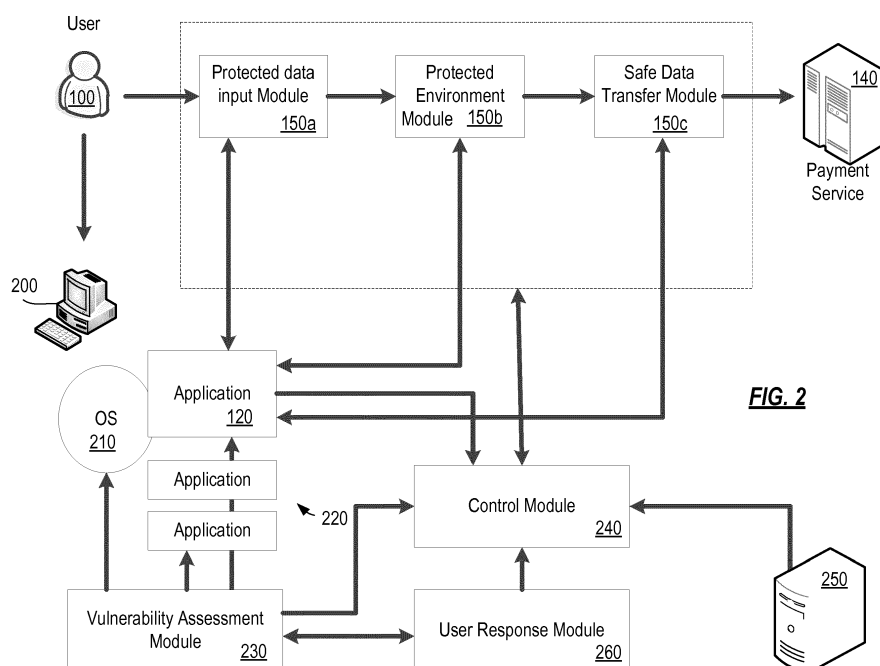 User
100
Protected data
input Module
150a
Protected
Environment
Module 150b
Safe Data
Transfer Module
150c
140
Payment
Service
200
OS
210
Application
120
FIG. 2
Application
Application
220
Control Module
240
250
Vulnerability Assessment
Module
230
User Response Module
260